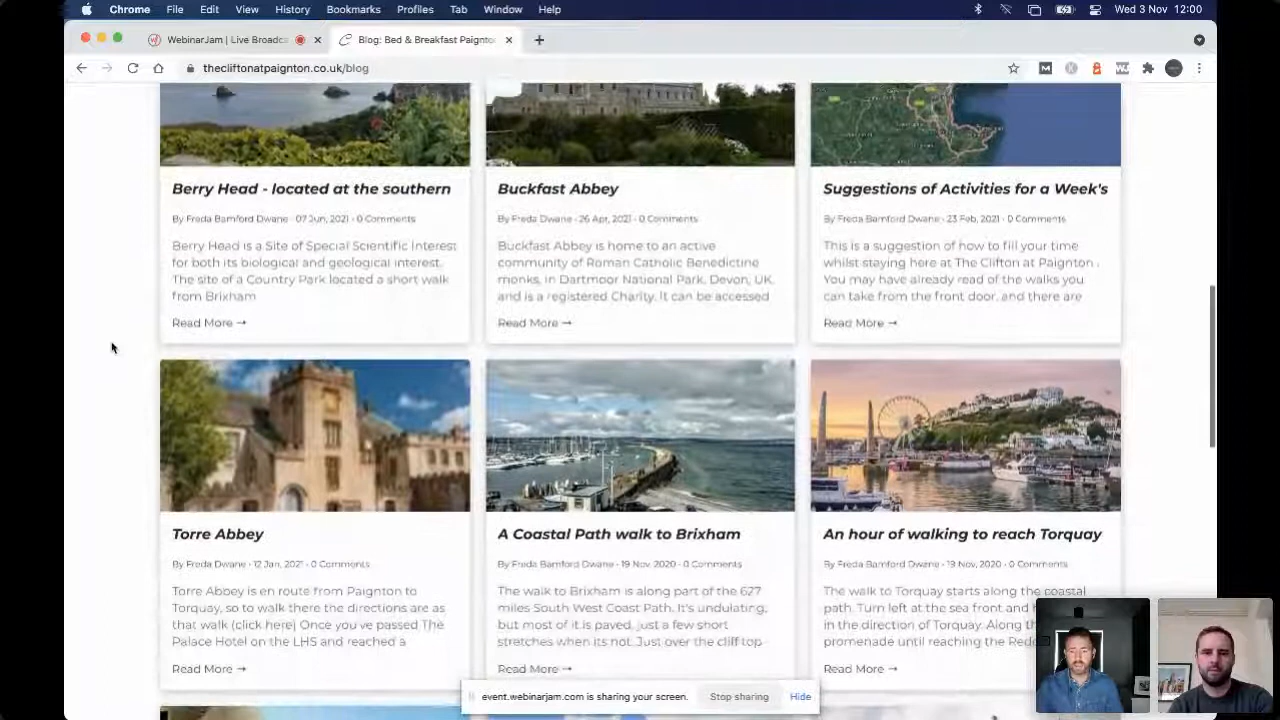 Chrome File Edit View History Bookmarks Profiles Tab Window Help Wed 3 Nov 12:00
WebinarJam | Live Broadca Blog: Bed & Breakfast Paignto
thecliftonatpaignton.co.uk/blog
Berry Head - located at the southern
By Freda Bamford Dwane · 07 Jun, 2021 · 0 Comments
Berry Head is a Site of Special Scientific Interest
for both its biological and geological interest.
The site of a Country Park located a short walk
from Brixham
Read More →
Buckfast Abbey
By Freda Dwane · 26 Apr, 2021 · 0 Comments
Buckfast Abbey is home to an active
community of Roman Catholic Benedictine
monks, in Dartmoor National Park, Devon, UK.
and is a registered Charity. It can be accessed
Read More →
Suggestions of Activities for a Week's
By Freda Bamford Dwane · 23 Feb, 2021 · 0 Comments
This is a suggestion of how to fill your time
whilst staying here at The Clifton at Paignton .
You may have already read of the walks you
can take from the front door, and there are
Read More →
Torre Abbey
By Freda Dwane · 12 Jan, 2021 · 0 Comments
Torre Abbey is en route from Paignton to
Torquay, so to walk there the directions are as
that walk (click here) Once you've passed The
Palace Hotel on the LHS and reached a
Read More →
A Coastal Path walk to Brixham
By Freda Bamford Dwane · 19 Nov, 2020 · 0 Comments
The walk to Brixham is along part of the 627
miles South West Coast Path. It's undulating,
but most of it is paved, just a few short
stretches when its not. Just over the cliff top
Read More →
An hour of walking to reach Torquay
By Freda Bamford Dwane · 19 Nov, 2020 · 0 Comments
The walk to Torquay starts along the coastal
path. Turn left at the sea front and
in the direction of Torquay. Along
promenade until reaching the
Read More →
event.webinarjam.com is sharing your screen. Stop sharing Hide